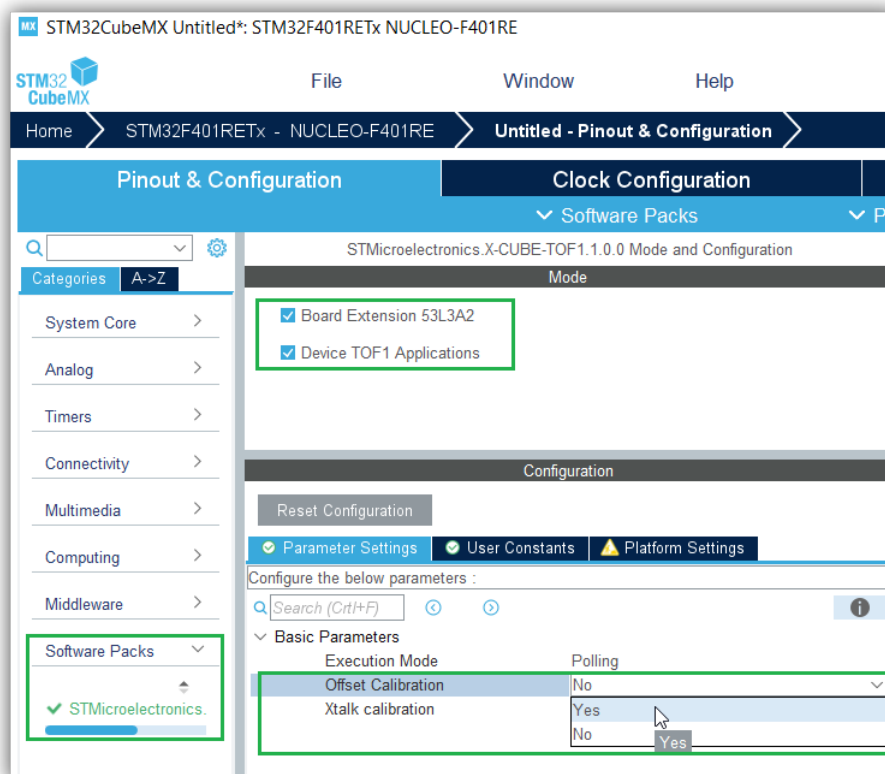 MX STM32CubeMX Untitled*: STM32F401RETx NUCLEO-F401RE
STM32
CubeMX
File Window Help
Home STM32F401RETx - NUCLEO-F401RE Untitled - Pinout & Configuration
Pinout & Configuration Clock Configuration
Software Packs P
STMicroelectronics.X-CUBE-TOF1.1.0.0 Mode and Configuration
Categories A->Z
Mode
Board Extension 53L3A2
Device TOF1 Applications
System Core
Analog
Timers
Connectivity
Multimedia
Computing
Middleware
Software Packs
STMicroelectronics.
Configuration
Reset Configuration
Parameter Settings User Constants Platform Settings
Configure the below parameters :
Search (Crtl+F)
Basic Parameters
Execution Mode Polling
Offset Calibration No
Xtalk calibration Yes
No
Yes